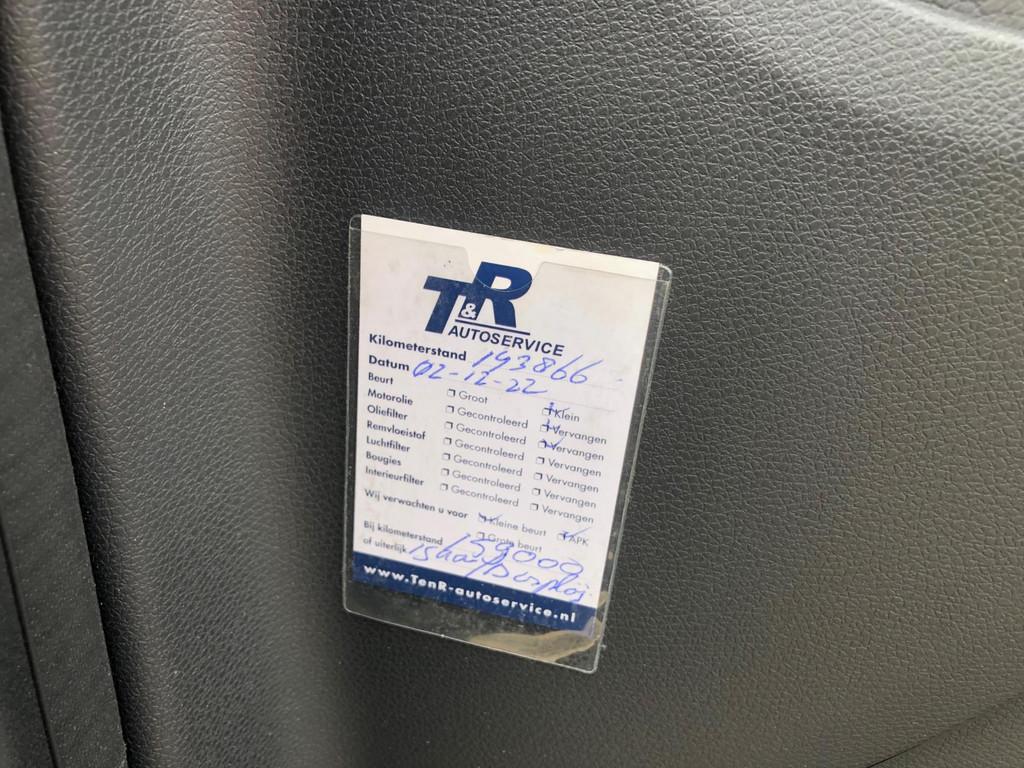 T&R
AUTOSERVICE
Kilometerstand 143866
Datum 02-12-22
Beurt Groot Klein
Motorolie Gecontroleerd Vervangen
Oliefilter Gecontroleerd Vervangen
Remvloeistof Gecontroleerd Vervangen
Luchtfilter Gecontroleerd Vervangen
Bougies Gecontroleerd Vervangen
Interieurfilter Gecontroleerd Vervangen
Wij verwachten u voor Kleine beurt APK
Grote beurt
Bij kilometerstand 159000
of uiterlijk
www.TenR-autoservice.nl